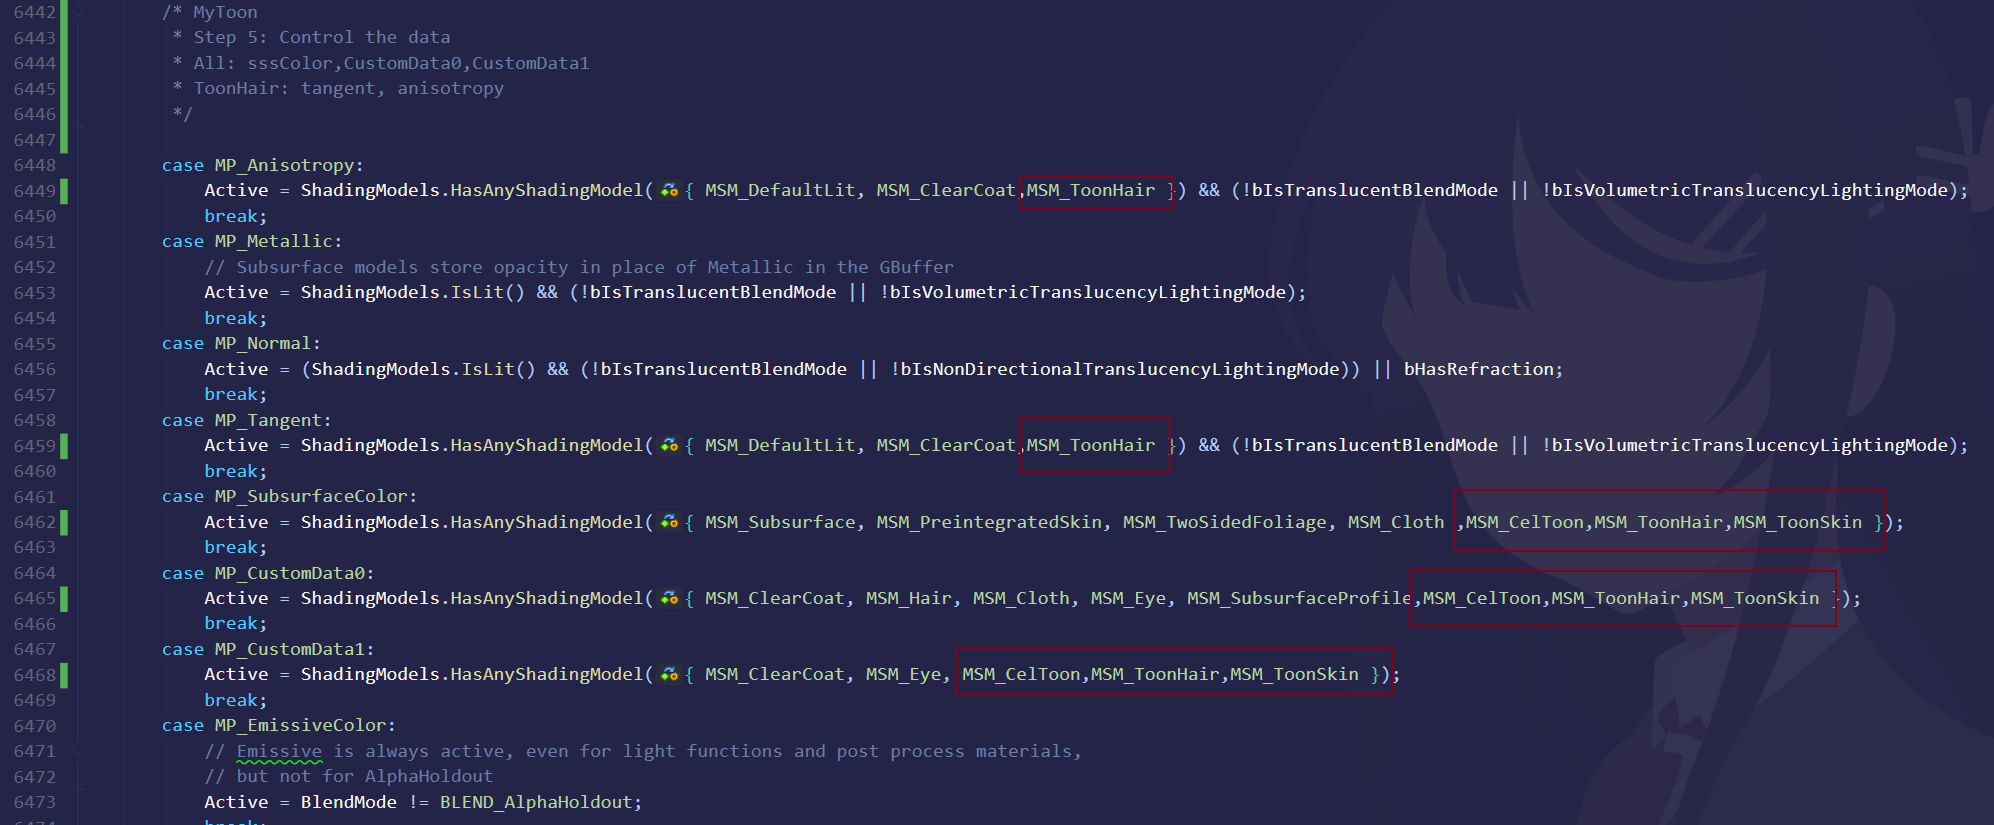 6442 /* MyToon
6443  * Step 5: Control the data
6444  * All: sssColor,CustomData0,CustomData1
6445  * ToonHair: tangent, anisotropy
6446  */
6447
6448 case MP_Anisotropy:
6449     Active = ShadingModels.HasAnyShadingModel({ MSM_DefaultLit, MSM_ClearCoat,MSM_ToonHair }) && (!bIsTranslucentBlendMode || !bIsVolumetricTranslucencyLightingMode);
6450     break;
6451 case MP_Metallic:
6452     // Subsurface models store opacity in place of Metallic in the GBuffer
6453     Active = ShadingModels.IsLit() && (!bIsTranslucentBlendMode || !bIsVolumetricTranslucencyLightingMode);
6454     break;
6455 case MP_Normal:
6456     Active = (ShadingModels.IsLit() && (!bIsTranslucentBlendMode || !bIsNonDirectionalTranslucencyLightingMode)) || bHasRefraction;
6457     break;
6458 case MP_Tangent:
6459     Active = ShadingModels.HasAnyShadingModel({ MSM_DefaultLit, MSM_ClearCoat,MSM_ToonHair }) && (!bIsTranslucentBlendMode || !bIsVolumetricTranslucencyLightingMode);
6460     break;
6461 case MP_SubsurfaceColor:
6462     Active = ShadingModels.HasAnyShadingModel({ MSM_Subsurface, MSM_PreintegratedSkin, MSM_TwoSidedFoliage, MSM_Cloth ,MSM_CelToon,MSM_ToonHair,MSM_ToonSkin });
6463     break;
6464 case MP_CustomData0:
6465     Active = ShadingModels.HasAnyShadingModel({ MSM_ClearCoat, MSM_Hair, MSM_Cloth, MSM_Eye, MSM_SubsurfaceProfile,MSM_CelToon,MSM_ToonHair,MSM_ToonSkin });
6466     break;
6467 case MP_CustomData1:
6468     Active = ShadingModels.HasAnyShadingModel({ MSM_ClearCoat, MSM_Eye, MSM_CelToon,MSM_ToonHair,MSM_ToonSkin });
6469     break;
6470 case MP_EmissiveColor:
6471     // Emissive is always active, even for light functions and post process materials,
6472     // but not for AlphaHoldout
6473     Active = BlendMode != BLEND_AlphaHoldout;